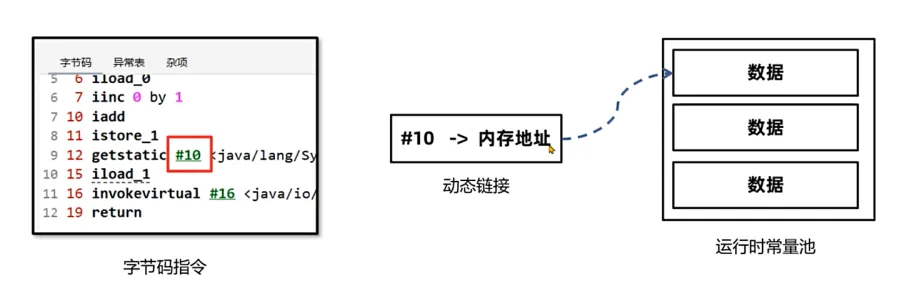 字节码 异常表 杂项
5 6 iload_0
6 7 iinc 0 by 1
7 10 iadd
8 11 istore_1
9 12 getstatic #10 <java/lang/Sy
10 15 iload_1
11 16 invokevirtual #16 <java/io/
12 19 return
字节码指令
#10 -> 内存地址
动态链接
数据
数据
数据
运行时常量池